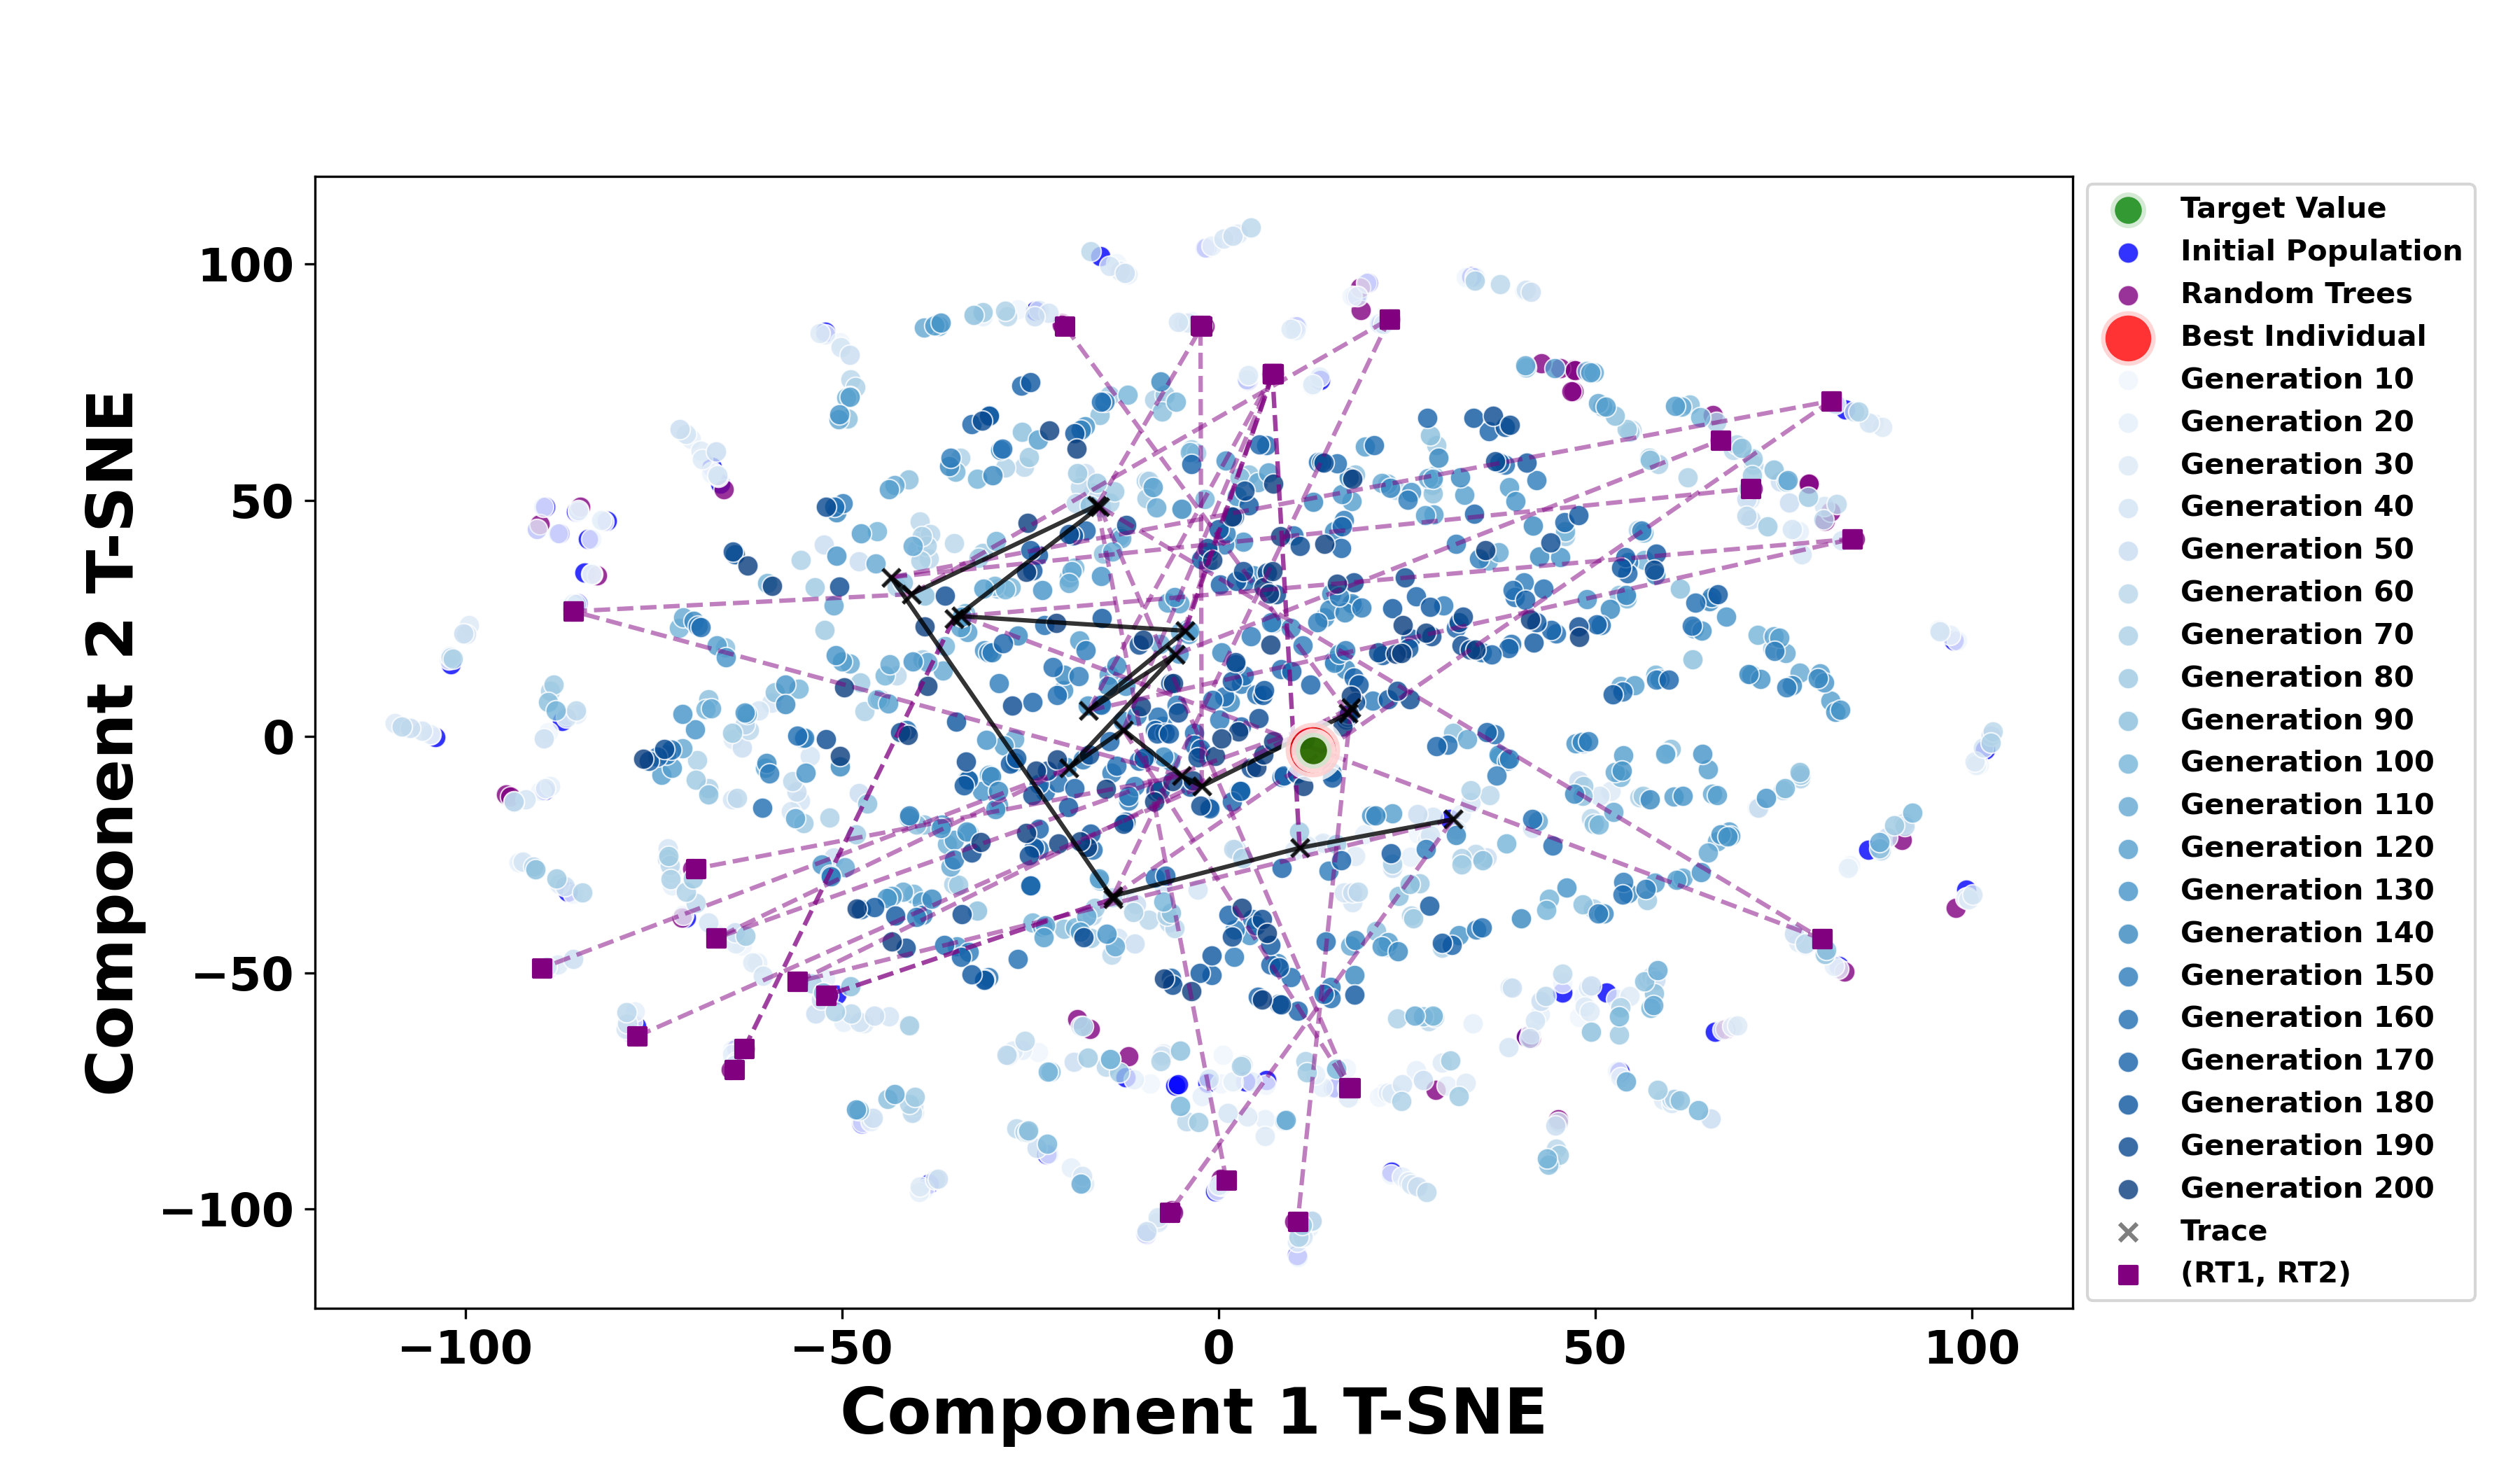 100
50
0
−50
−100
Component 2 T-SNE
−100
−50
0
50
100
Component 1 T-SNE
Target Value
Initial Population
Random Trees
Best Individual
Generation 10
Generation 20
Generation 30
Generation 40
Generation 50
Generation 60
Generation 70
Generation 80
Generation 90
Generation 100
Generation 110
Generation 120
Generation 130
Generation 140
Generation 150
Generation 160
Generation 170
Generation 180
Generation 190
Generation 200
Trace
(RT1, RT2)